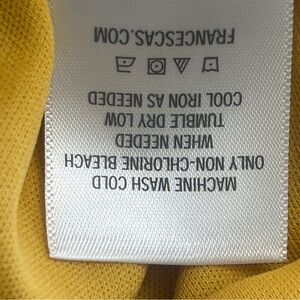 MACHINE WASH COLD
ONLY NON-CHLORINE BLEACH
WHEN NEEDED
TUMBLE DRY LOW
COOL IRON AS NEEDED
FRANCESCAS.COM